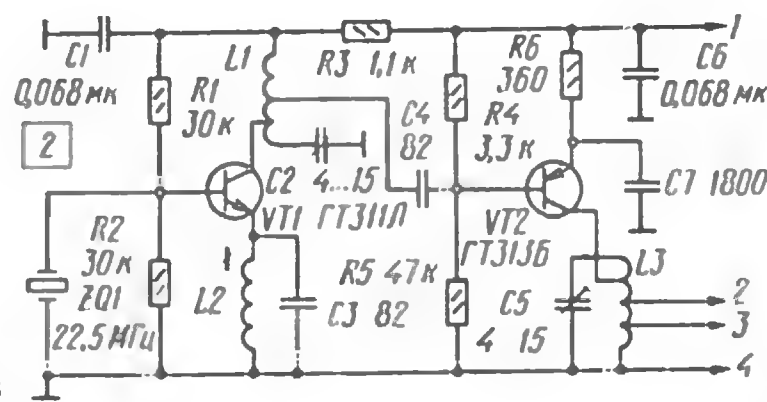 1
C1
0,068 мк
L1
R3 1,1 к
R6
360
C6
0,068 мк
R1
30 к
C4
82
R4
3,3 к
2
C2
4...15
C7 1800
VT1 ГТ311Л
VT2
ГТ313Б
R2
30 к
R5 47 к
L3
ZQ1
L2
C3 82
C5
4 15
2
3
22,5 МГц
4